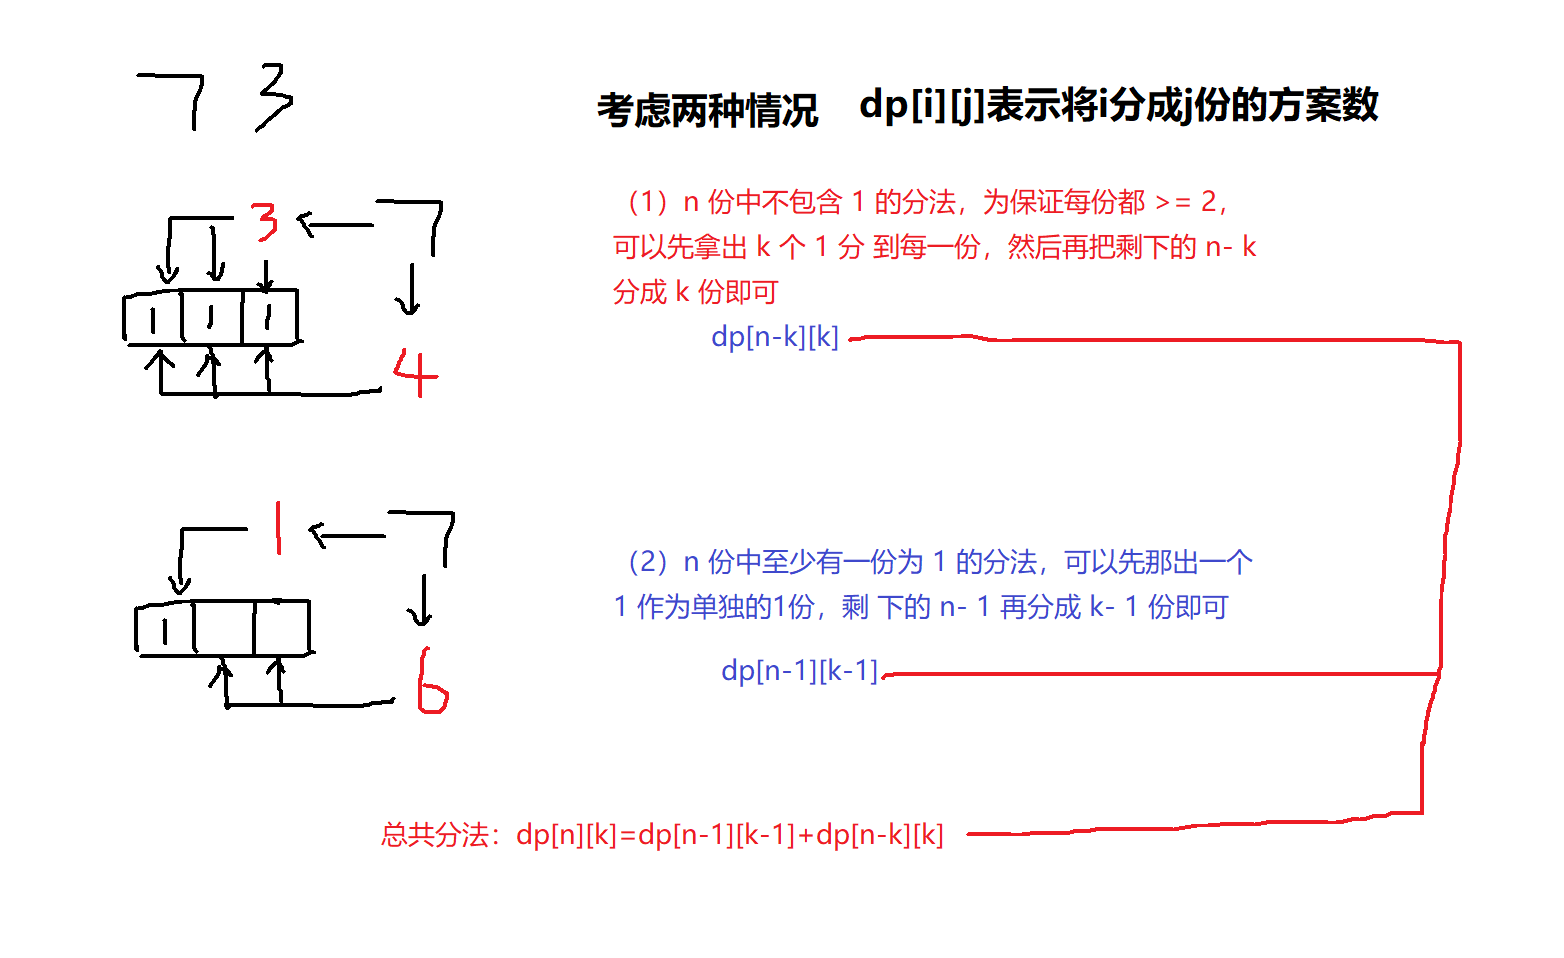 7 3
考虑两种情况 dp[i][j]表示将i分成j份的方案数
3 7
1 1 1
4
（1）n 份中不包含 1 的分法，为保证每份都 >= 2，
可以先拿出 k 个 1 分 到每一份，然后再把剩下的 n- k
分成 k 份即可
dp[n-k][k]
1 7
1
6
（2）n 份中至少有一份为 1 的分法，可以先那出一个
1 作为单独的1份，剩 下的 n- 1 再分成 k- 1 份即可
dp[n-1][k-1]
总共分法：dp[n][k]=dp[n-1][k-1]+dp[n-k][k]